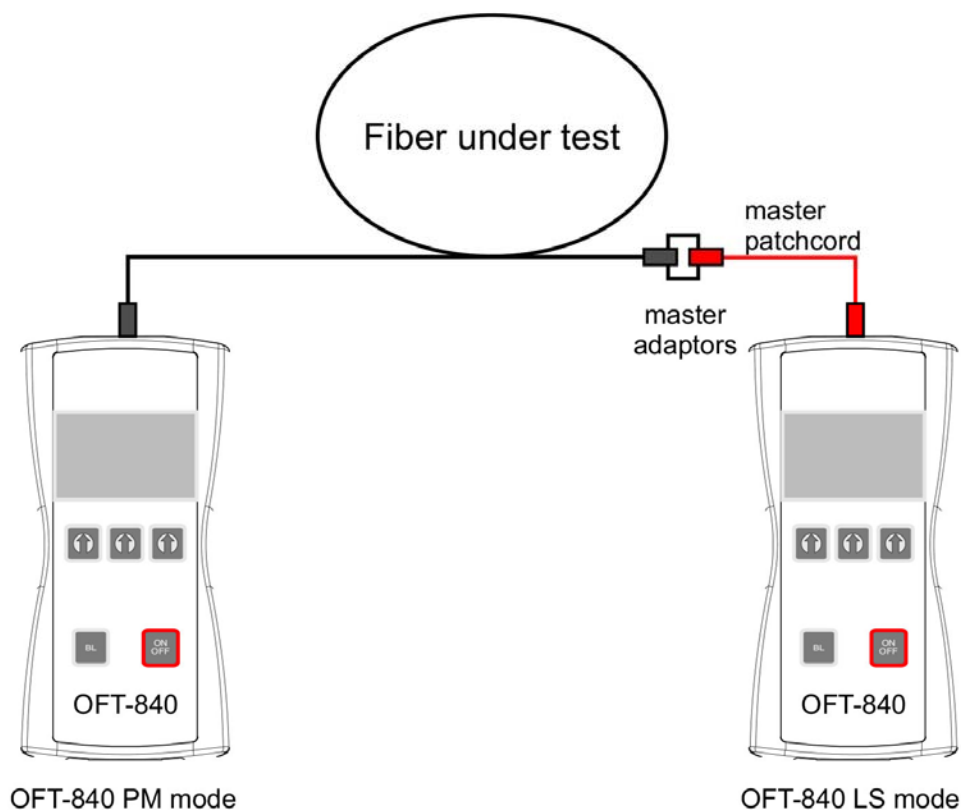 Fiber under test
master
patchcord
master
adaptors
BL
ON
OFF
OFT-840
BL
ON
OFF
OFT-840
OFT-840 PM mode
OFT-840 LS mode